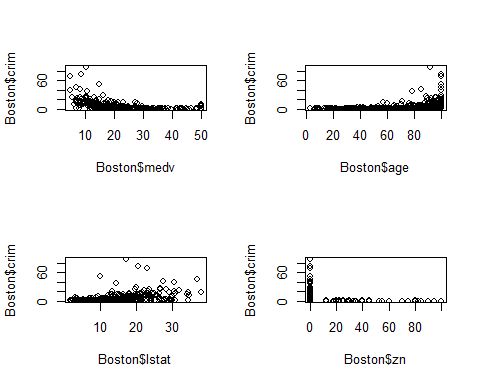 Boston$crim
0 60
10 20 30 40 50
Boston$medv
Boston$crim
0 60
0 20 40 60 80
Boston$age
Boston$crim
0 60
10 20 30
Boston$lstat
Boston$crim
0 60
0 20 40 60 80
Boston$zn